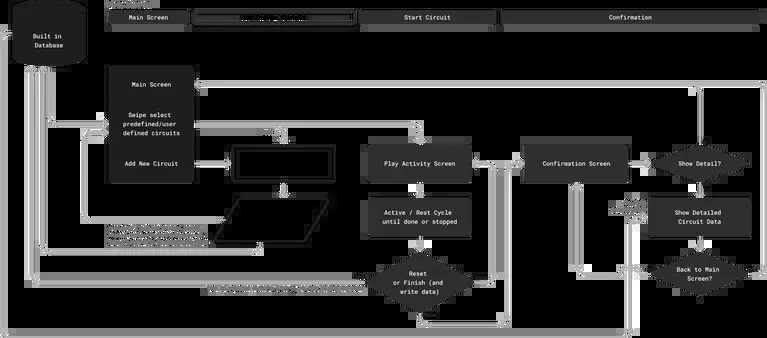 Main Screen
Start Circuit
Confirmation
Built in
Database
Main Screen
Swipe select
predefined/user
defined circuits
Add New Circuit
Play Activity Screen
Confirmation Screen
Show Detail?
Active / Rest Cycle
until done or stopped
Show Detailed
Circuit Data
Reset
or Finish (and
write data)
Back to Main
Screen?